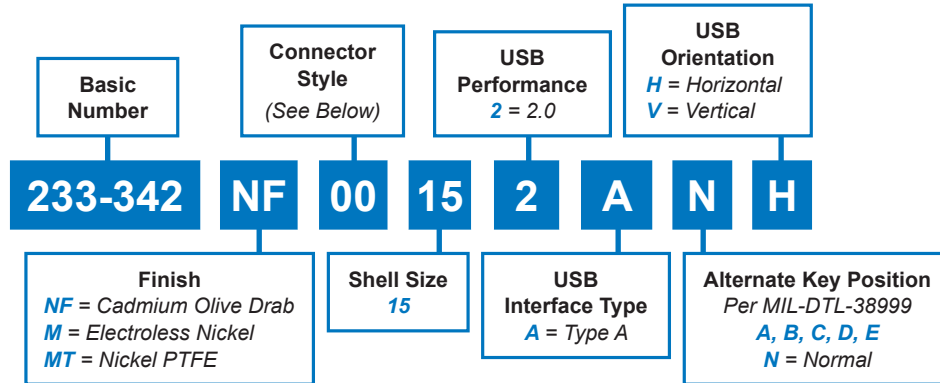 Basic
Number
Connector
Style
(See Below)
USB
Performance
2 = 2.0
USB
Orientation
H = Horizontal
V = Vertical
233-342 NF 00 15 2 A N H
Finish
NF = Cadmium Olive Drab
M = Electroless Nickel
MT = Nickel PTFE
Shell Size
15
USB
Interface Type
A = Type A
Alternate Key Position
Per MIL-DTL-38999
A, B, C, D, E
N = Normal